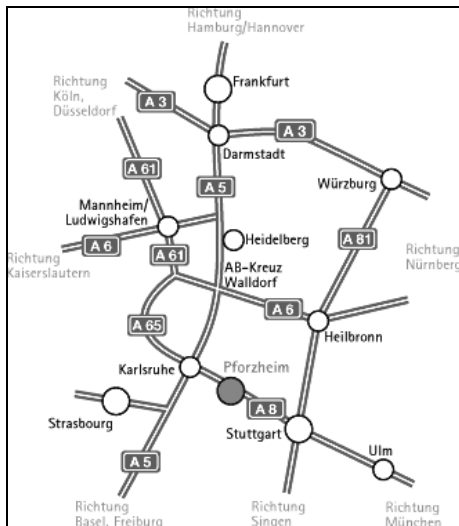 Richtung
Hamburg/Hannover
Richtung
Köln,
Düsseldorf
Frankfurt
A 3
A 3
Darmstadt
A 61
A 5
Würzburg
Mannheim/
Ludwigshafen
A 6
Heidelberg
A 81
Richtung
Kaiserslautern
A 61
Richtung
Nürnberg
AB-Kreuz
Walldorf
A 6
A 65
Heilbronn
Karlsruhe
Pforzheim
A 8
Strasbourg
Stuttgart
A 5
Ulm
Richtung
Basel, Freiburg
Richtung
Singen
Richtung
München